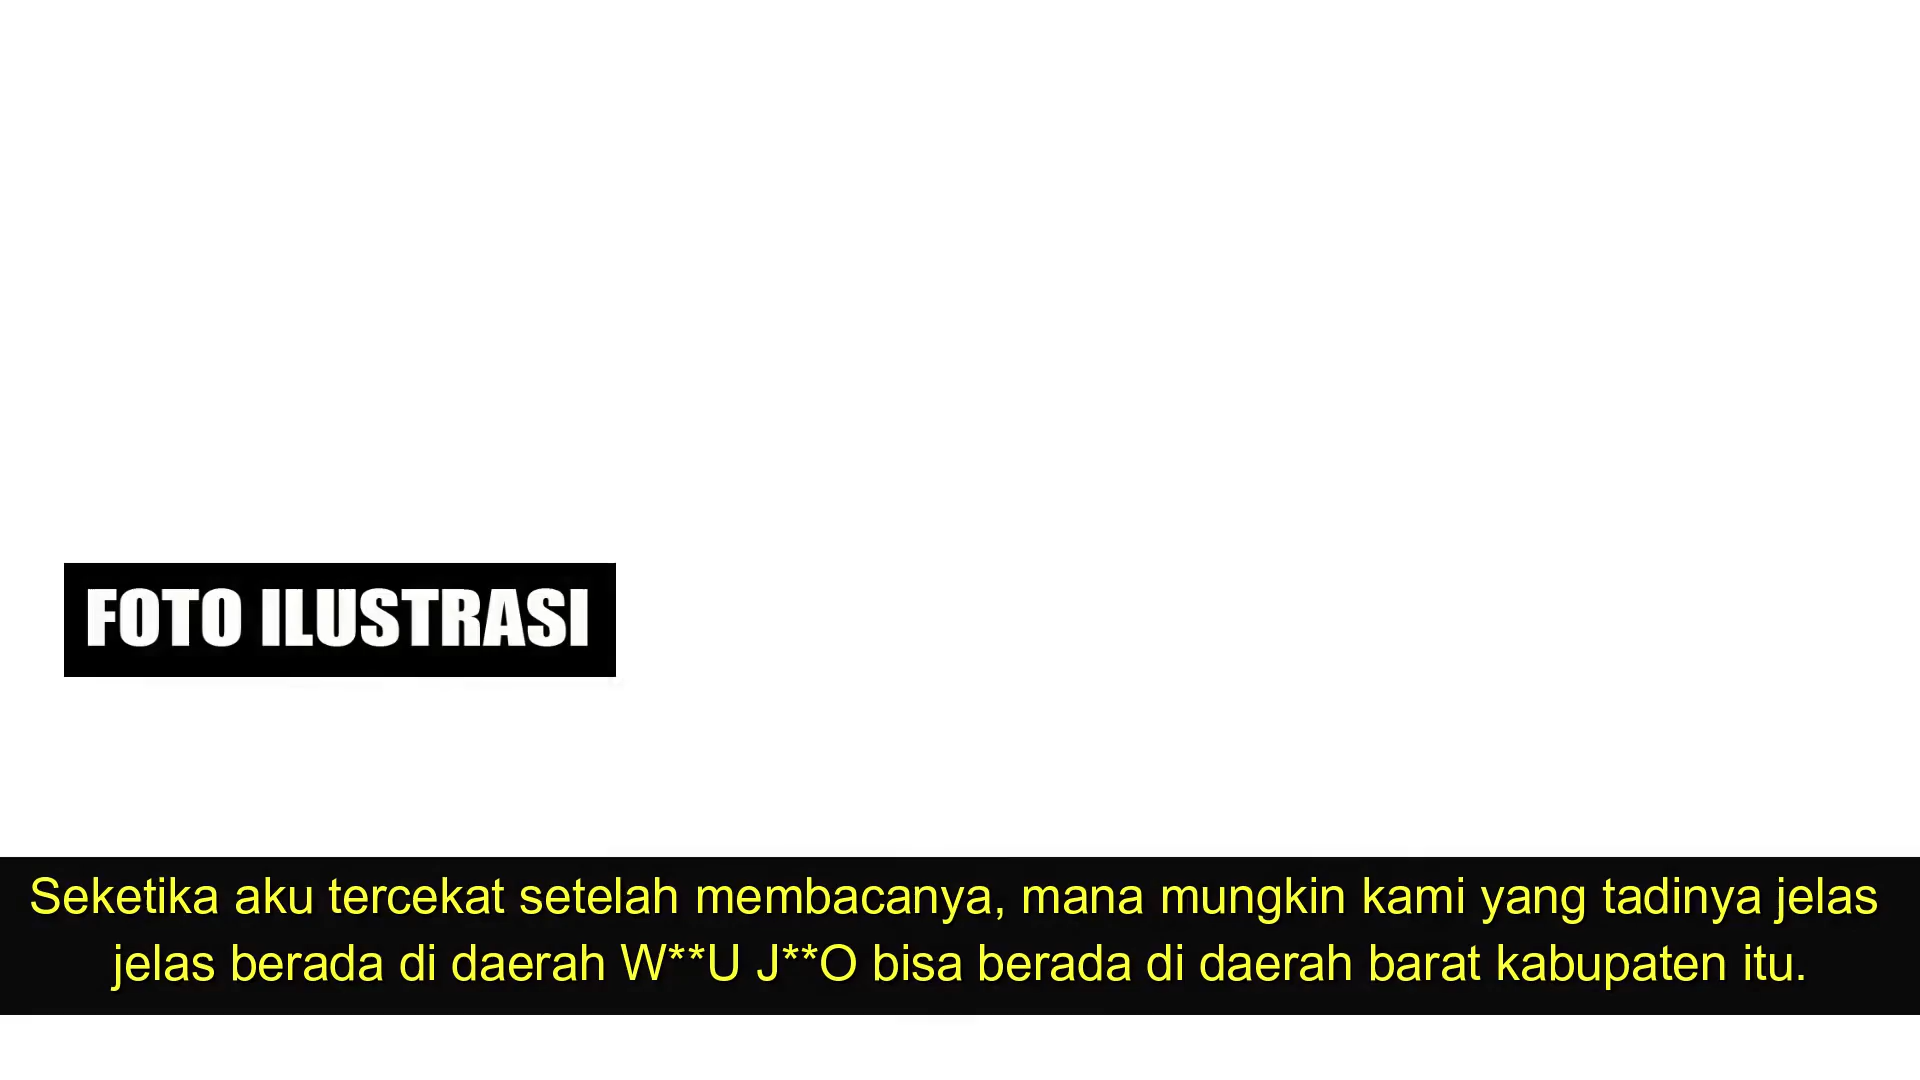 FOTO ILUSTRASI
Seketika aku tercekat setelah membacanya, mana mungkin kami yang tadinya jelas
jelas berada di daerah W**U J**O bisa berada di daerah barat kabupaten itu.